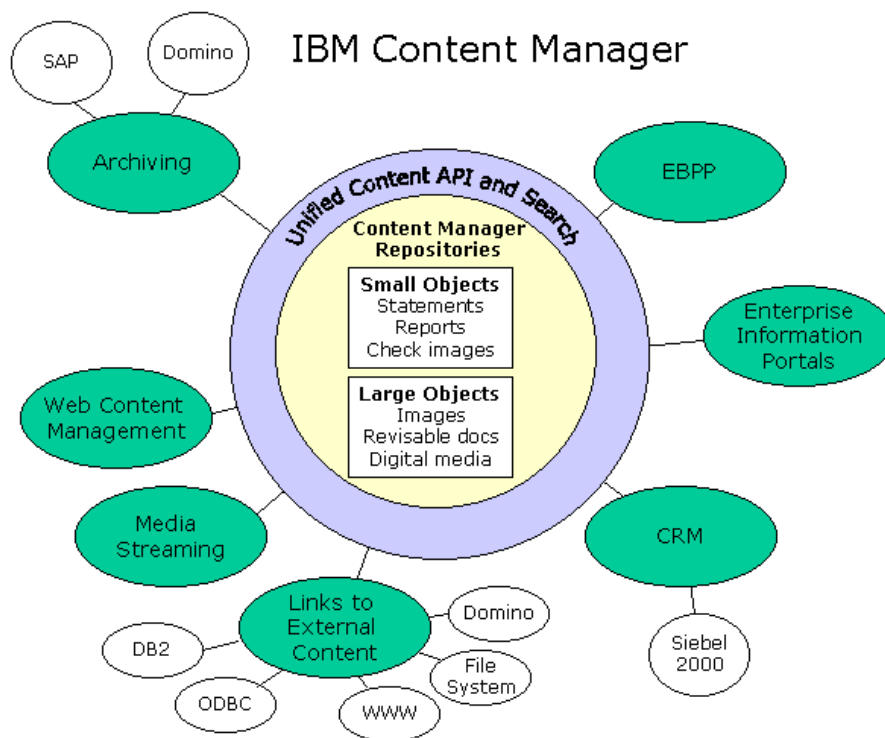 IBM Content Manager
SAP
Domino
Archiving
EBPP
Unified Content API and Search
Content Manager
Repositories
Small Objects
Statements
Reports
Check images
Large Objects
Images
Revisable docs
Digital media
Enterprise
Information
Portals
Web Content
Management
Media
Streaming
CRM
Siebel
2000
Links to
External
Content
Domino
DB2
File
System
ODBC
WWW